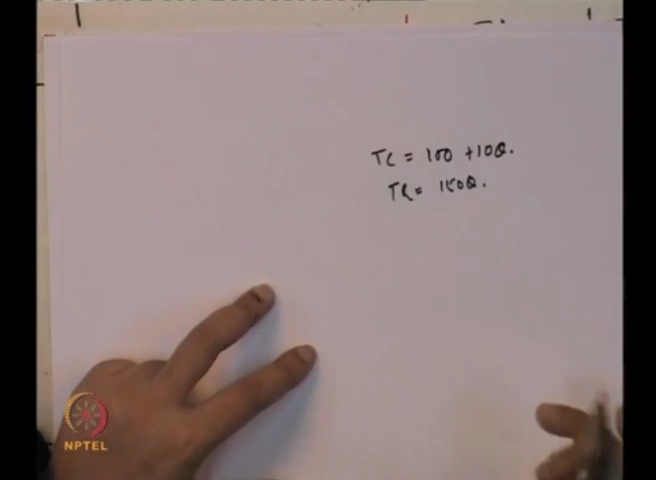 TC = 100 + 10Q.
TR = 150Q.
NPTEL